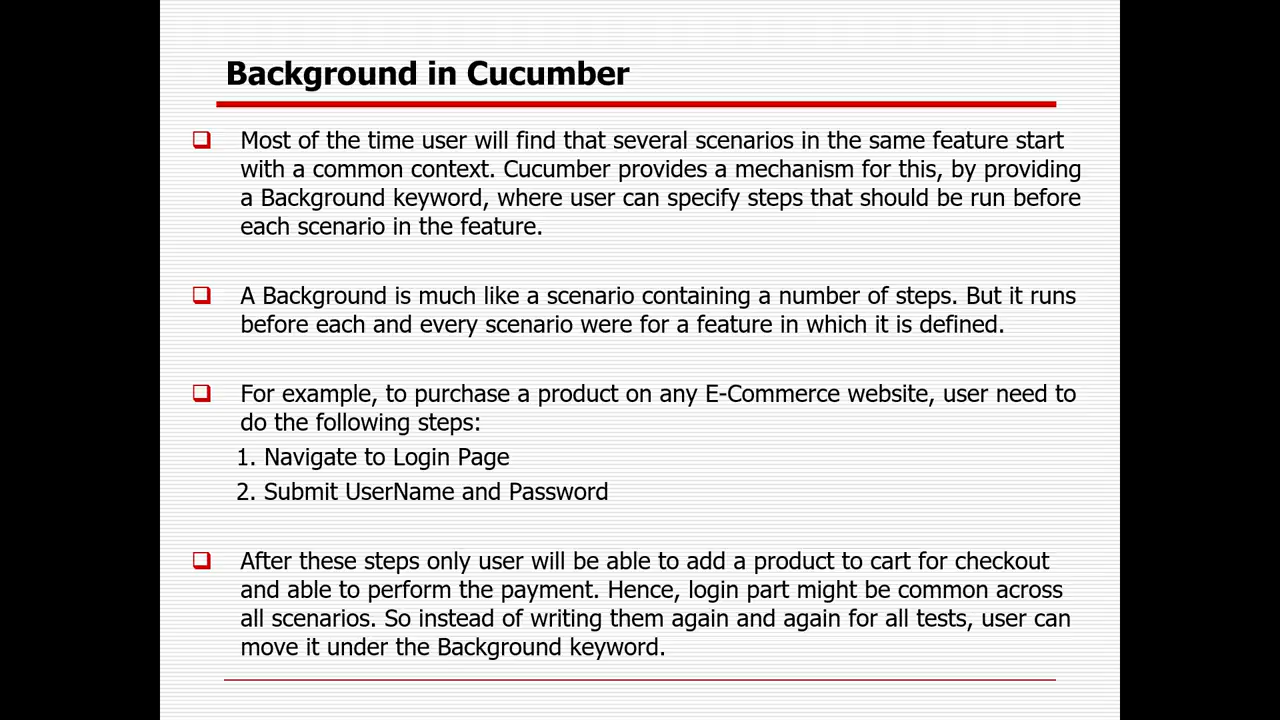 Background in Cucumber
Most of the time user will find that several scenarios in the same feature start
with a common context. Cucumber provides a mechanism for this, by providing
a Background keyword, where user can specify steps that should be run before
each scenario in the feature.
A Background is much like a scenario containing a number of steps. But it runs
before each and every scenario were for a feature in which it is defined.
For example, to purchase a product on any E-Commerce website, user need to
do the following steps:
1. Navigate to Login Page
2. Submit UserName and Password
After these steps only user will be able to add a product to cart for checkout
and able to perform the payment. Hence, login part might be common across
all scenarios. So instead of writing them again and again for all tests, user can
move it under the Background keyword.